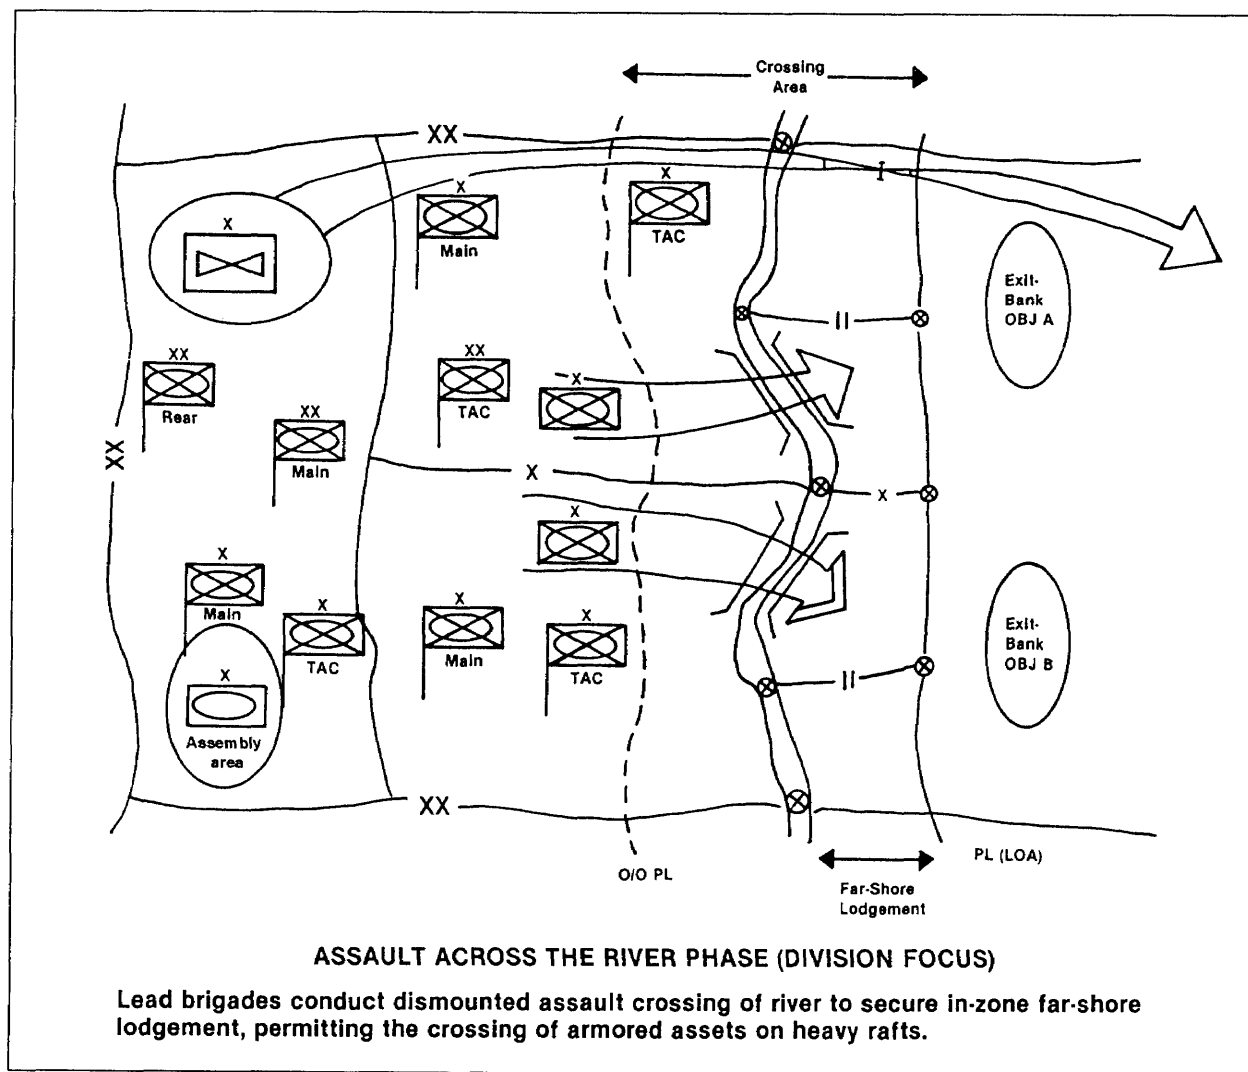 Crossing
Area
XX
X
X
X
Main
TAC
I
Exit-
Bank
OBJ A
II
XX
XX
X
Rear
TAC
XX
Main
XX
X
X
X
X
Main
X
TAC
X
Main
X
TAC
II
Exit-
Bank
OBJ B
X
Assembly
area
XX
O/O PL
PL (LOA)
Far-Shore
Lodgement
ASSAULT ACROSS THE RIVER PHASE (DIVISION FOCUS)
Lead brigades conduct dismounted assault crossing of river to secure in-zone far-shore
lodgement, permitting the crossing of armored assets on heavy rafts.